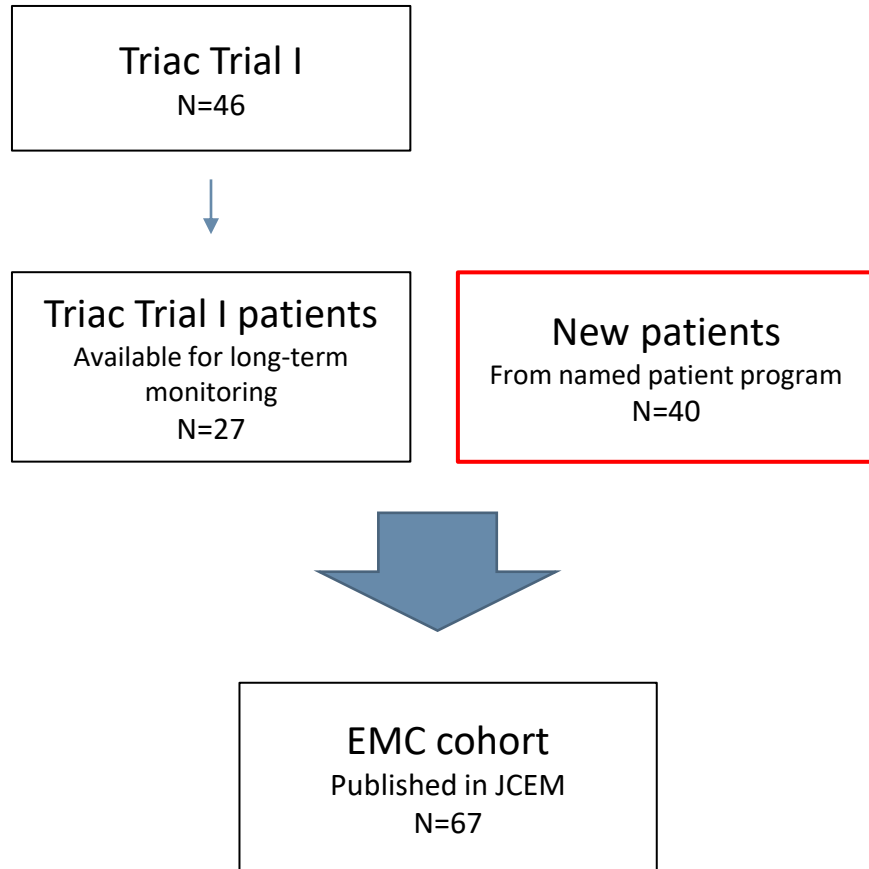 Triac Trial I
N=46
Triac Trial I patients
Available for long-term
monitoring
N=27
New patients
From named patient program
N=40
EMC cohort
Published in JCEM
N=67